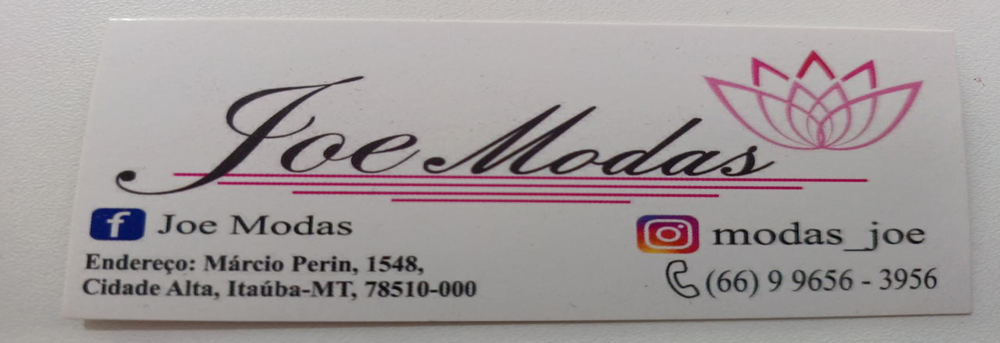 Joe Modas
Joe Modas
Endereço: Márcio Perin, 1548,
Cidade Alta, Itaúba-MT, 78510-000
modas_joe
(66) 9 9656 - 3956